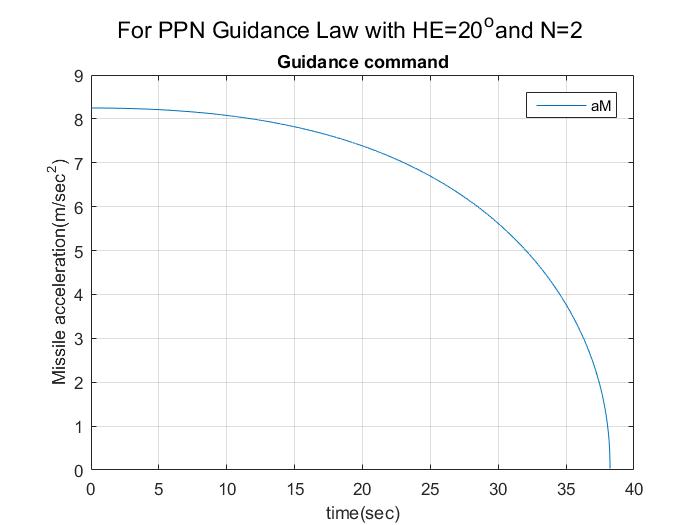 For PPN Guidance Law with HE=20°and N=2
Guidance command
aM
Missile acceleration(m/sec²)
9
8
7
6
5
4
3
2
1
0
0 5 10 15 20 25 30 35 40
time(sec)